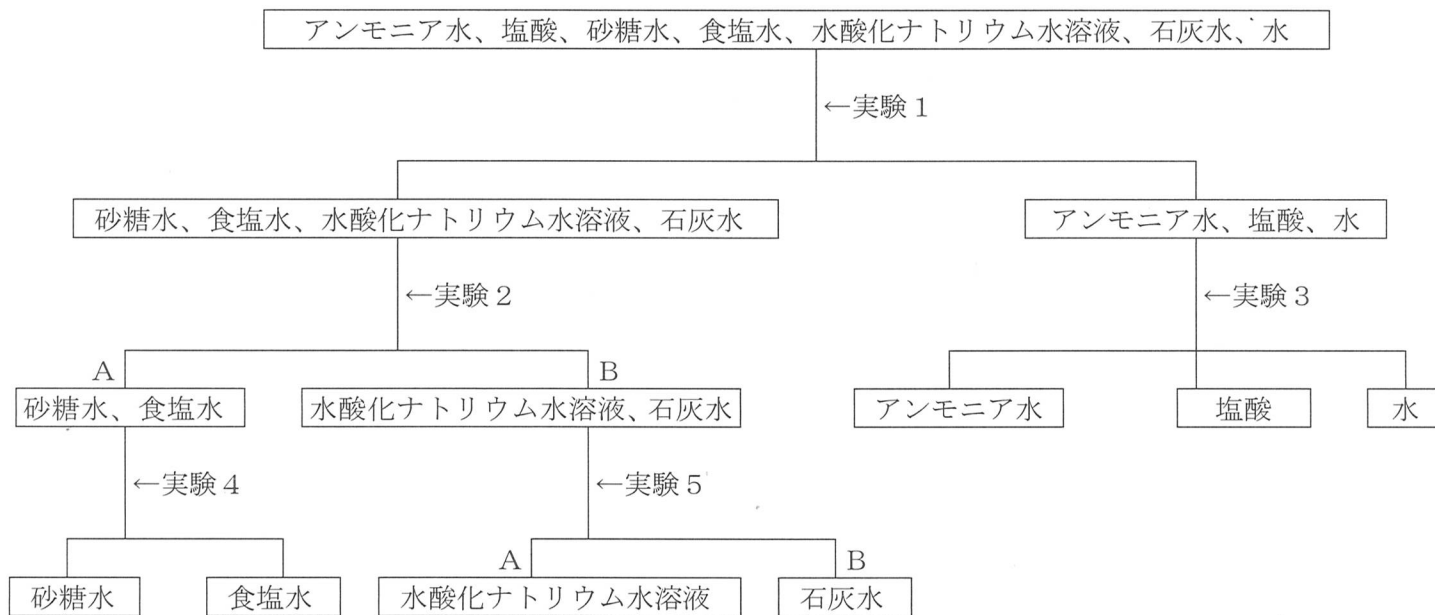 アンモニア水、塩酸、砂糖水、食塩水、水酸化ナトリウム水溶液、石灰水、水
←実験１
砂糖水、食塩水、水酸化ナトリウム水溶液、石灰水
アンモニア水、塩酸、水
←実験２
←実験３
A
B
砂糖水、食塩水
水酸化ナトリウム水溶液、石灰水
アンモニア水
塩酸
水
←実験４
←実験５
A
B
砂糖水
食塩水
水酸化ナトリウム水溶液
石灰水